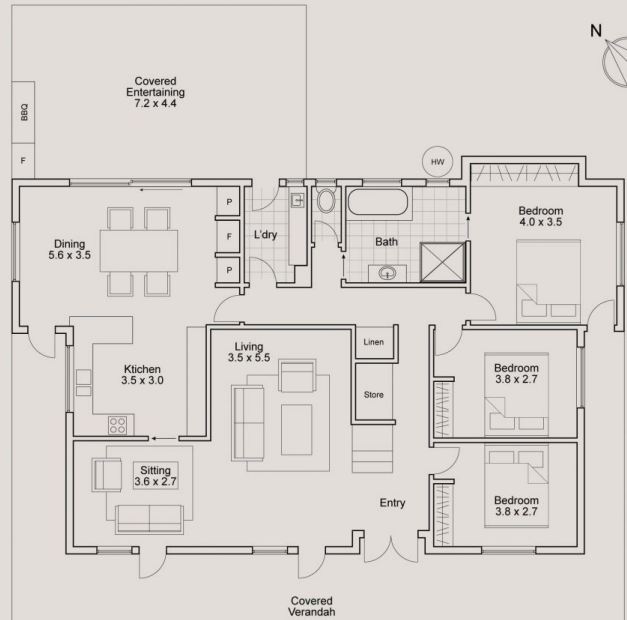 N
Covered
Entertaining
7.2 x 4.4
BBQ
F
HW
P
F
P
Dining
5.6 x 3.5
L'dry
Bath
Bedroom
4.0 x 3.5
Ktichen
3.5 x 3.0
Living
3.5 x 5.5
Linen
Store
Bedroom
3.8 x 2.7
Sitting
3.6 x 2.7
Entry
Bedroom
3.8 x 2.7
Covered
Verandah